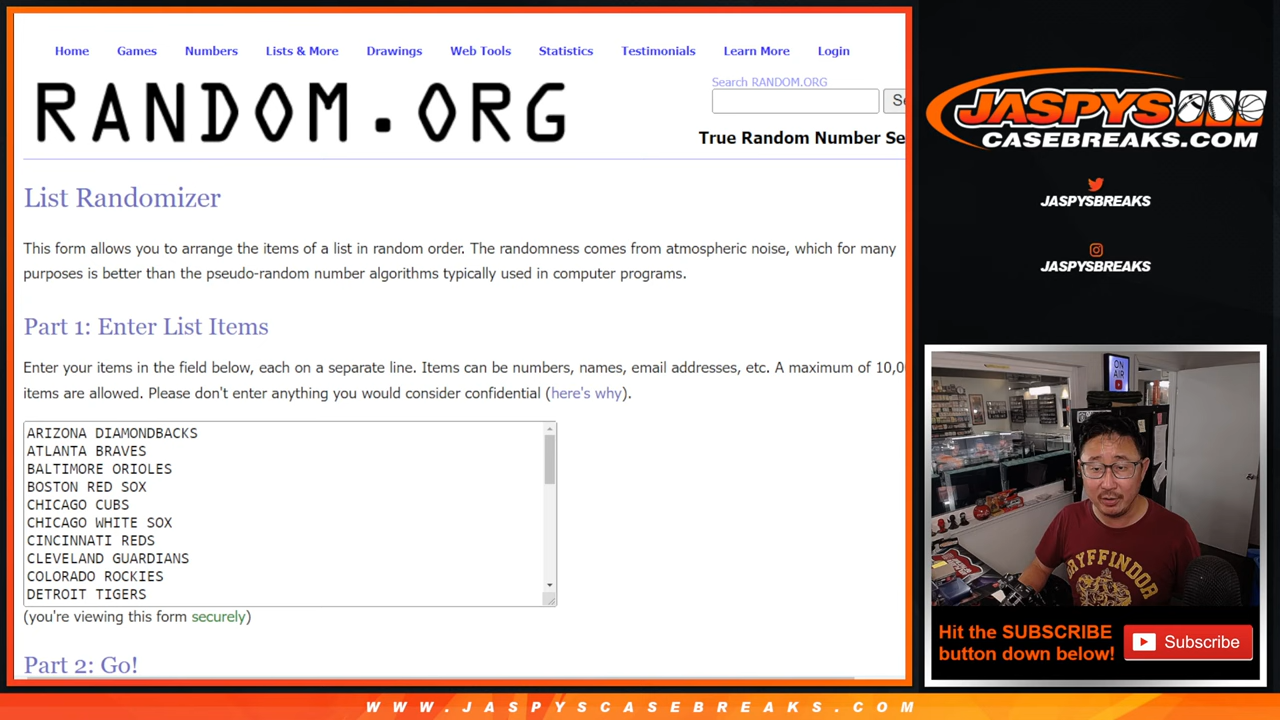 Home Games Numbers Lists & More Drawings Web Tools Statistics Testimonials Learn More Login
RANDOM.ORG
Search RANDOM.ORG
True Random Number Se
List Randomizer
This form allows you to arrange the items of a list in random order. The randomness comes from atmospheric noise, which for many
purposes is better than the pseudo-random number algorithms typically used in computer programs.
Part 1: Enter List Items
Enter your items in the field below, each on a separate line. Items can be numbers, names, email addresses, etc. A maximum of 10,0
items are allowed. Please don't enter anything you would consider confidential (here's why).
ARIZONA DIAMONDBACKS
ATLANTA BRAVES
BALTIMORE ORIOLES
BOSTON RED SOX
CHICAGO CUBS
CHICAGO WHITE SOX
CINCINNATI REDS
CLEVELAND GUARDIANS
COLORADO ROCKIES
DETROIT TIGERS
(you're viewing this form securely)
Part 2: Go!
JASPYS
CASEBREAKS.COM
JASPYSBREAKS
JASPYSBREAKS
ON
AIR
GRYFFINDOR
Hit the SUBSCRIBE
button down below!
Subscribe
WWW.JASPYSCASEBREAKS.COM